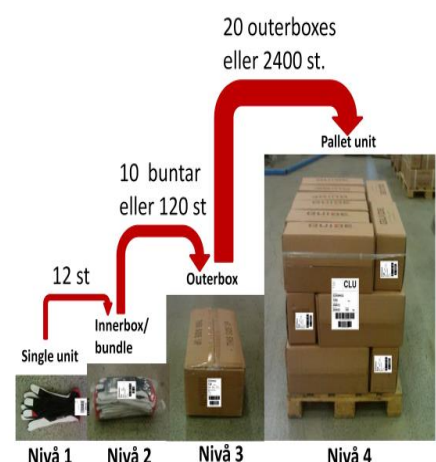 20 outerboxes
eller 2400 st.
Pallet unit
10 buntar
eller 120 st
Outerbox
12 st
Innerbox/
bundle
Single unit
CLU
Nivå 1
Nivå 2
Nivå 3
Nivå 4